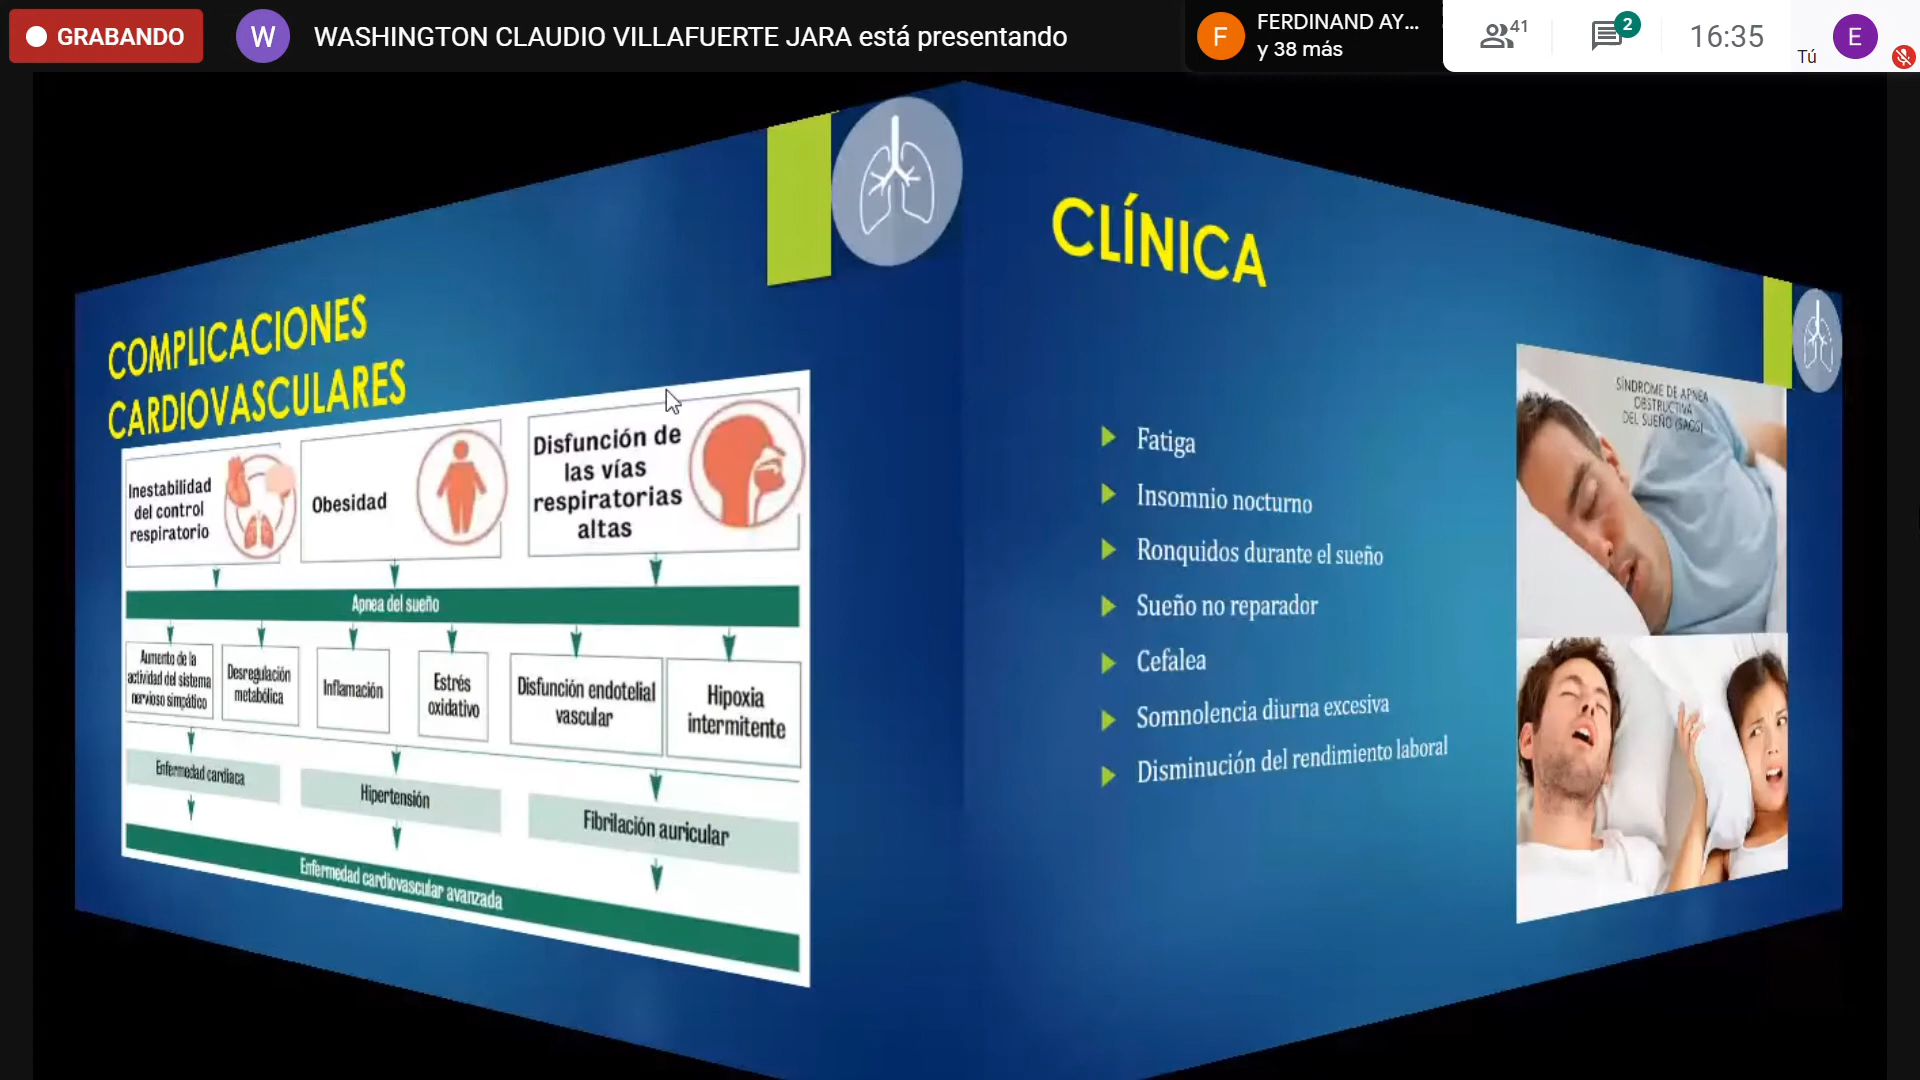 GRABANDO
W
WASHINGTON CLAUDIO VILLAFUERTE JARA está presentando
F
FERDINAND AY...
y 38 más
41
2
16:35
Tú
E
COMPLICACIONES
CARDIOVASCULARES
Inestabilidad
del control
respiratorio
Obesidad
Disfunción de
las vías
respiratorias
altas
Apnea del sueño
Aumento de la
actividad del sistema
nervioso simpático
Desregulación
metabólica
Inflamación
Estrés
oxidativo
Disfunción endotelial
vascular
Hipoxia
intermitente
Enfermedad cardiaca
Hipertensión
Fibrilación auricular
Enfermedad cardiovascular avanzada
CLÍNICA
Fatiga
Insomnio nocturno
Ronquidos durante el sueño
Sueño no reparador
Cefalea
Somnolencia diurna excesiva
Disminución del rendimiento laboral
SÍNDROME DE APNEA
OBSTRUCTIVA
DEL SUEÑO (SAOS)